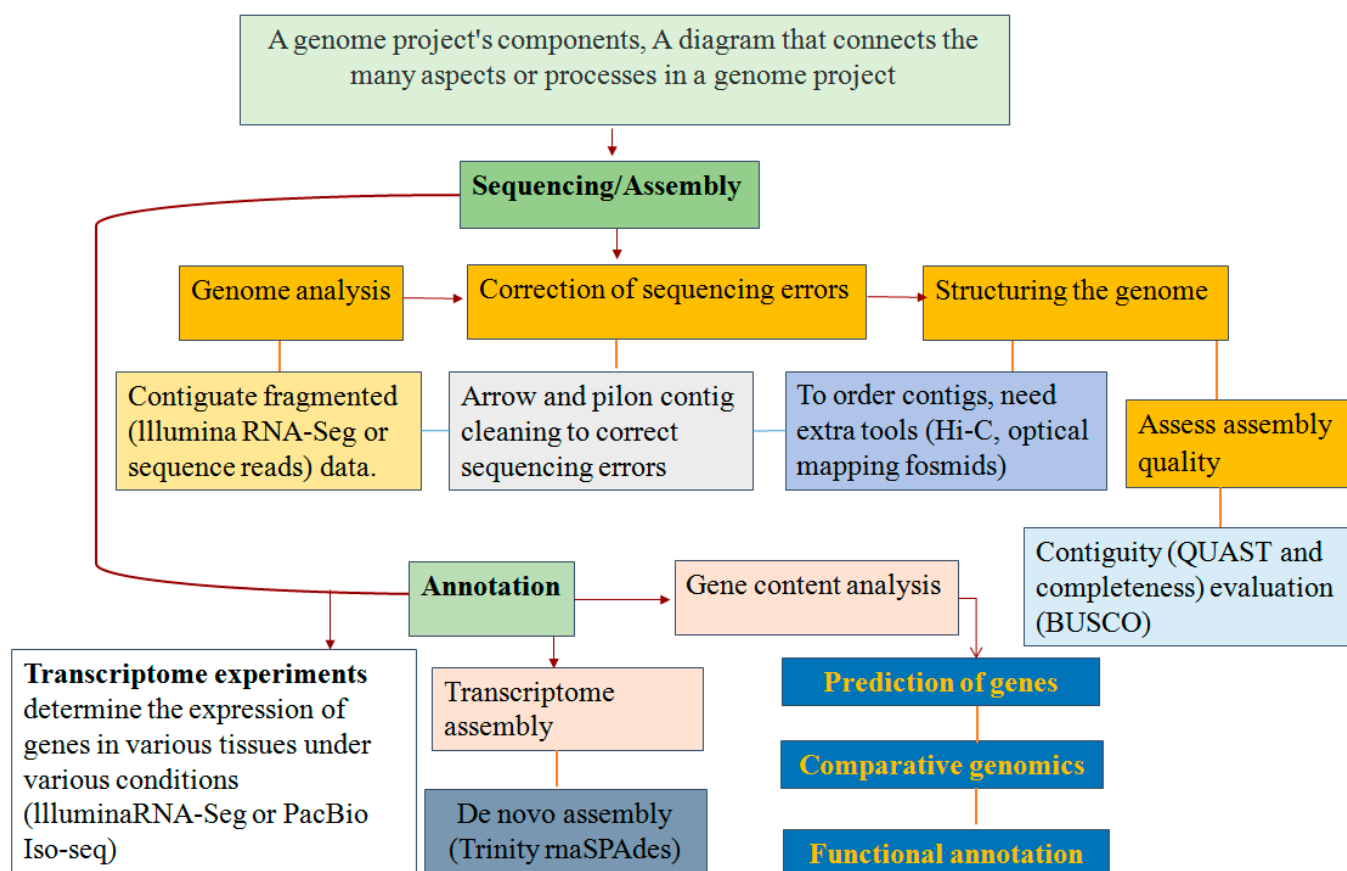 A genome project's components, A diagram that connects the
many aspects or processes in a genome project
Sequencing/Assembly
Genome analysis
Correction of sequencing errors
Structuring the genome
Contiguate fragmented
(Illumina RNA-Seg or
sequence reads) data.
Arrow and pilon contig
cleaning to correct
sequencing errors
To order contigs, need
extra tools (Hi-C, optical
mapping fosmids)
Assess assembly
quality
Contiguity (QUAST and
completeness) evaluation
(BUSCO)
Annotation
Gene content analysis
Transcriptome experiments
determine the expression of
genes in various tissues under
various conditions
(IlluminaRNA-Seg or PacBio
Iso-seq)
Transcriptome
assembly
De novo assembly
(Trinity rnaSPAdes)
Prediction of genes
Comparative genomics
Functional annotation